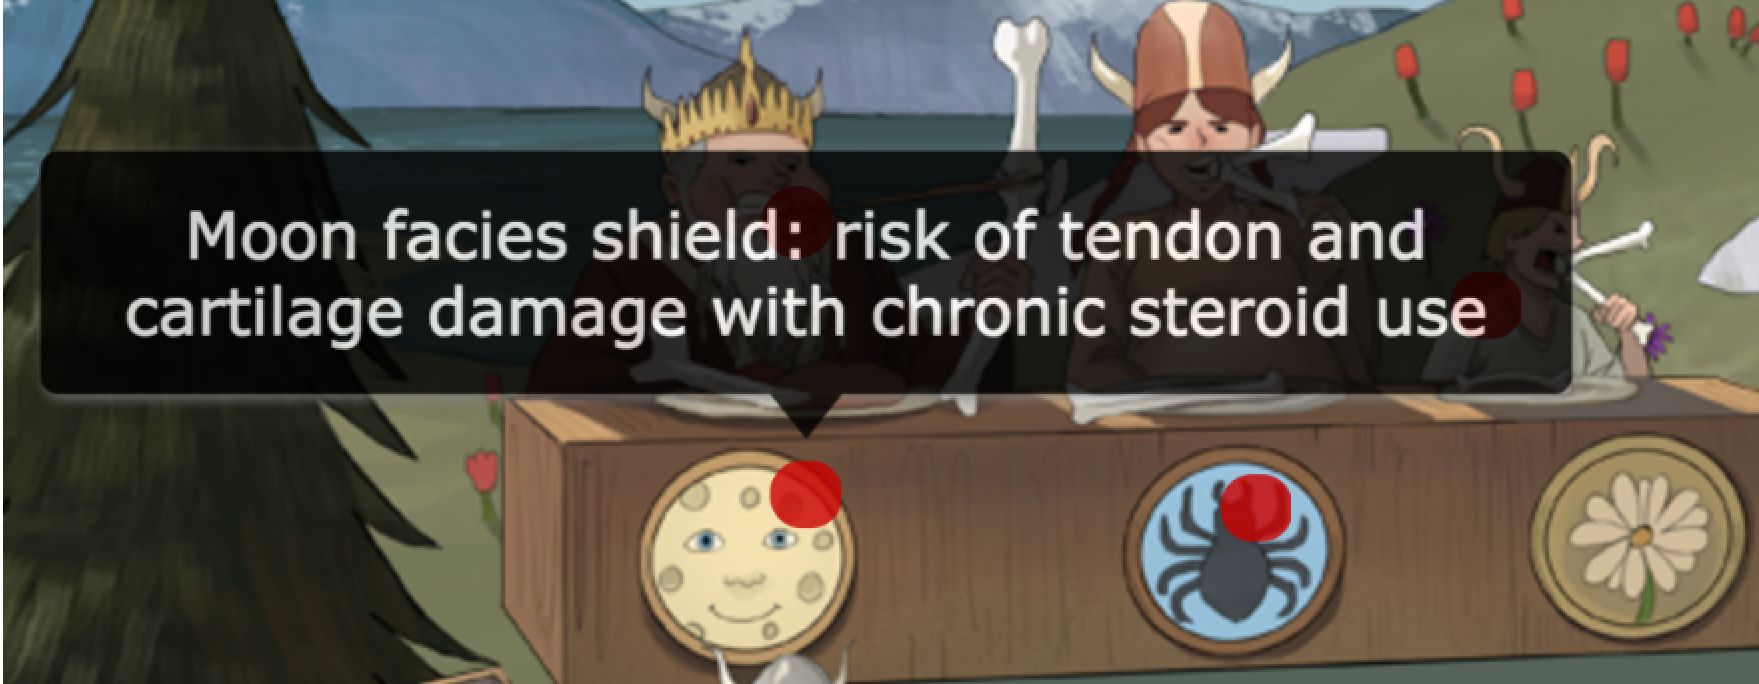 Moon facies shield: risk of tendon and
cartilage damage with chronic steroid use